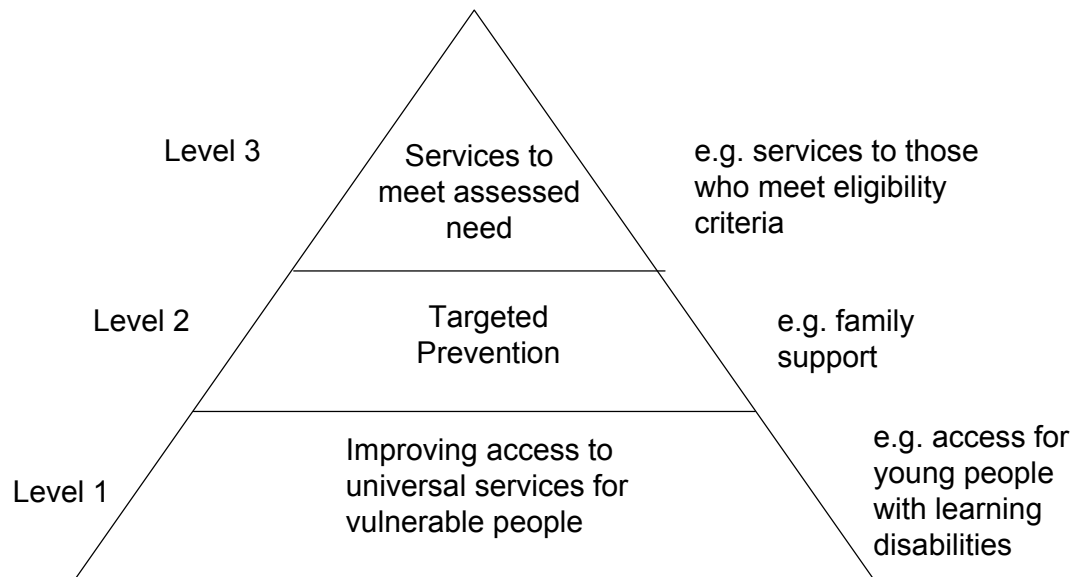 Level 3
Services to
meet assessed
need
e.g. services to those
who meet eligibility
criteria
Level 2
Targeted
Prevention
e.g. family
support
Level 1
Improving access to
universal services for
vulnerable people
e.g. access for
young people
with learning
disabilities